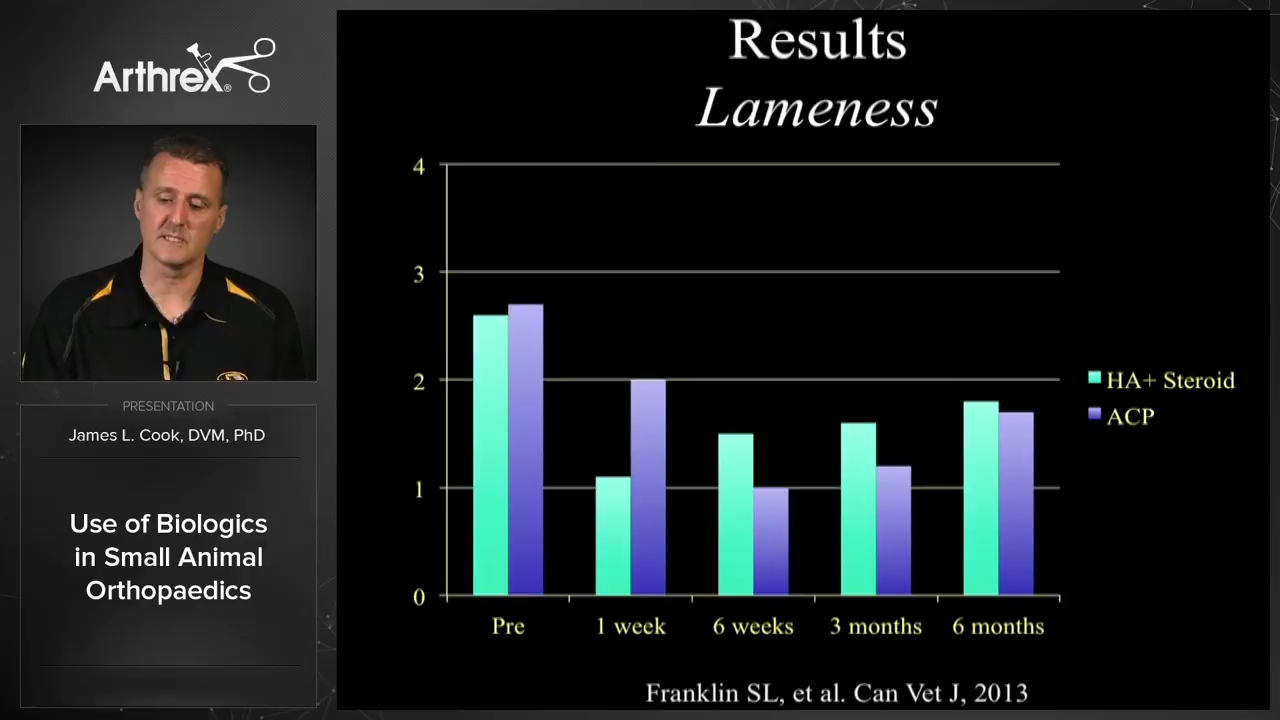 Arthrex®
PRESENTATION
James L. Cook, DVM, PhD
Use of Biologics
in Small Animal
Orthopaedics
Results
Lameness
4
3
2
1
0
Pre
1 week
6 weeks
3 months
6 months
HA+ Steroid
ACP
Franklin SL, et al. Can Vet J, 2013